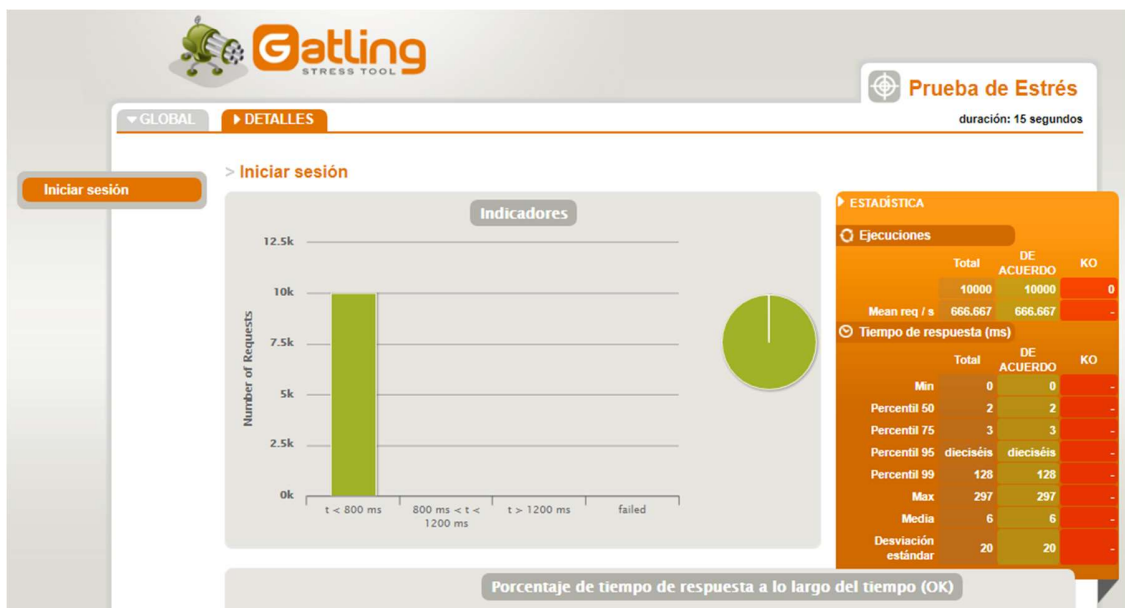 Gatling
STRESS TOOL
Prueba de Estrés
duración: 15 segundos
GLOBAL
DETALLES
Iniciar sesión
> Iniciar sesión
Indicadores
Number of Requests
12.5k
10k
7.5k
5k
2.5k
0k
t < 800 ms
800 ms < t <
1200 ms
t > 1200 ms
failed
ESTADÍSTICA
Ejecuciones
Total DE ACUERDO KO
10000 10000 0
Mean req / s 666.667 666.667 -
Tiempo de respuesta (ms)
Total DE ACUERDO KO
Min 0 0 -
Percentil 50 2 2 -
Percentil 75 3 3 -
Percentil 95 dieciséis dieciséis -
Percentil 99 128 128 -
Max 297 297 -
Media 6 6 -
Desviación estándar 20 20 -
Porcentaje de tiempo de respuesta a lo largo del tiempo (OK)